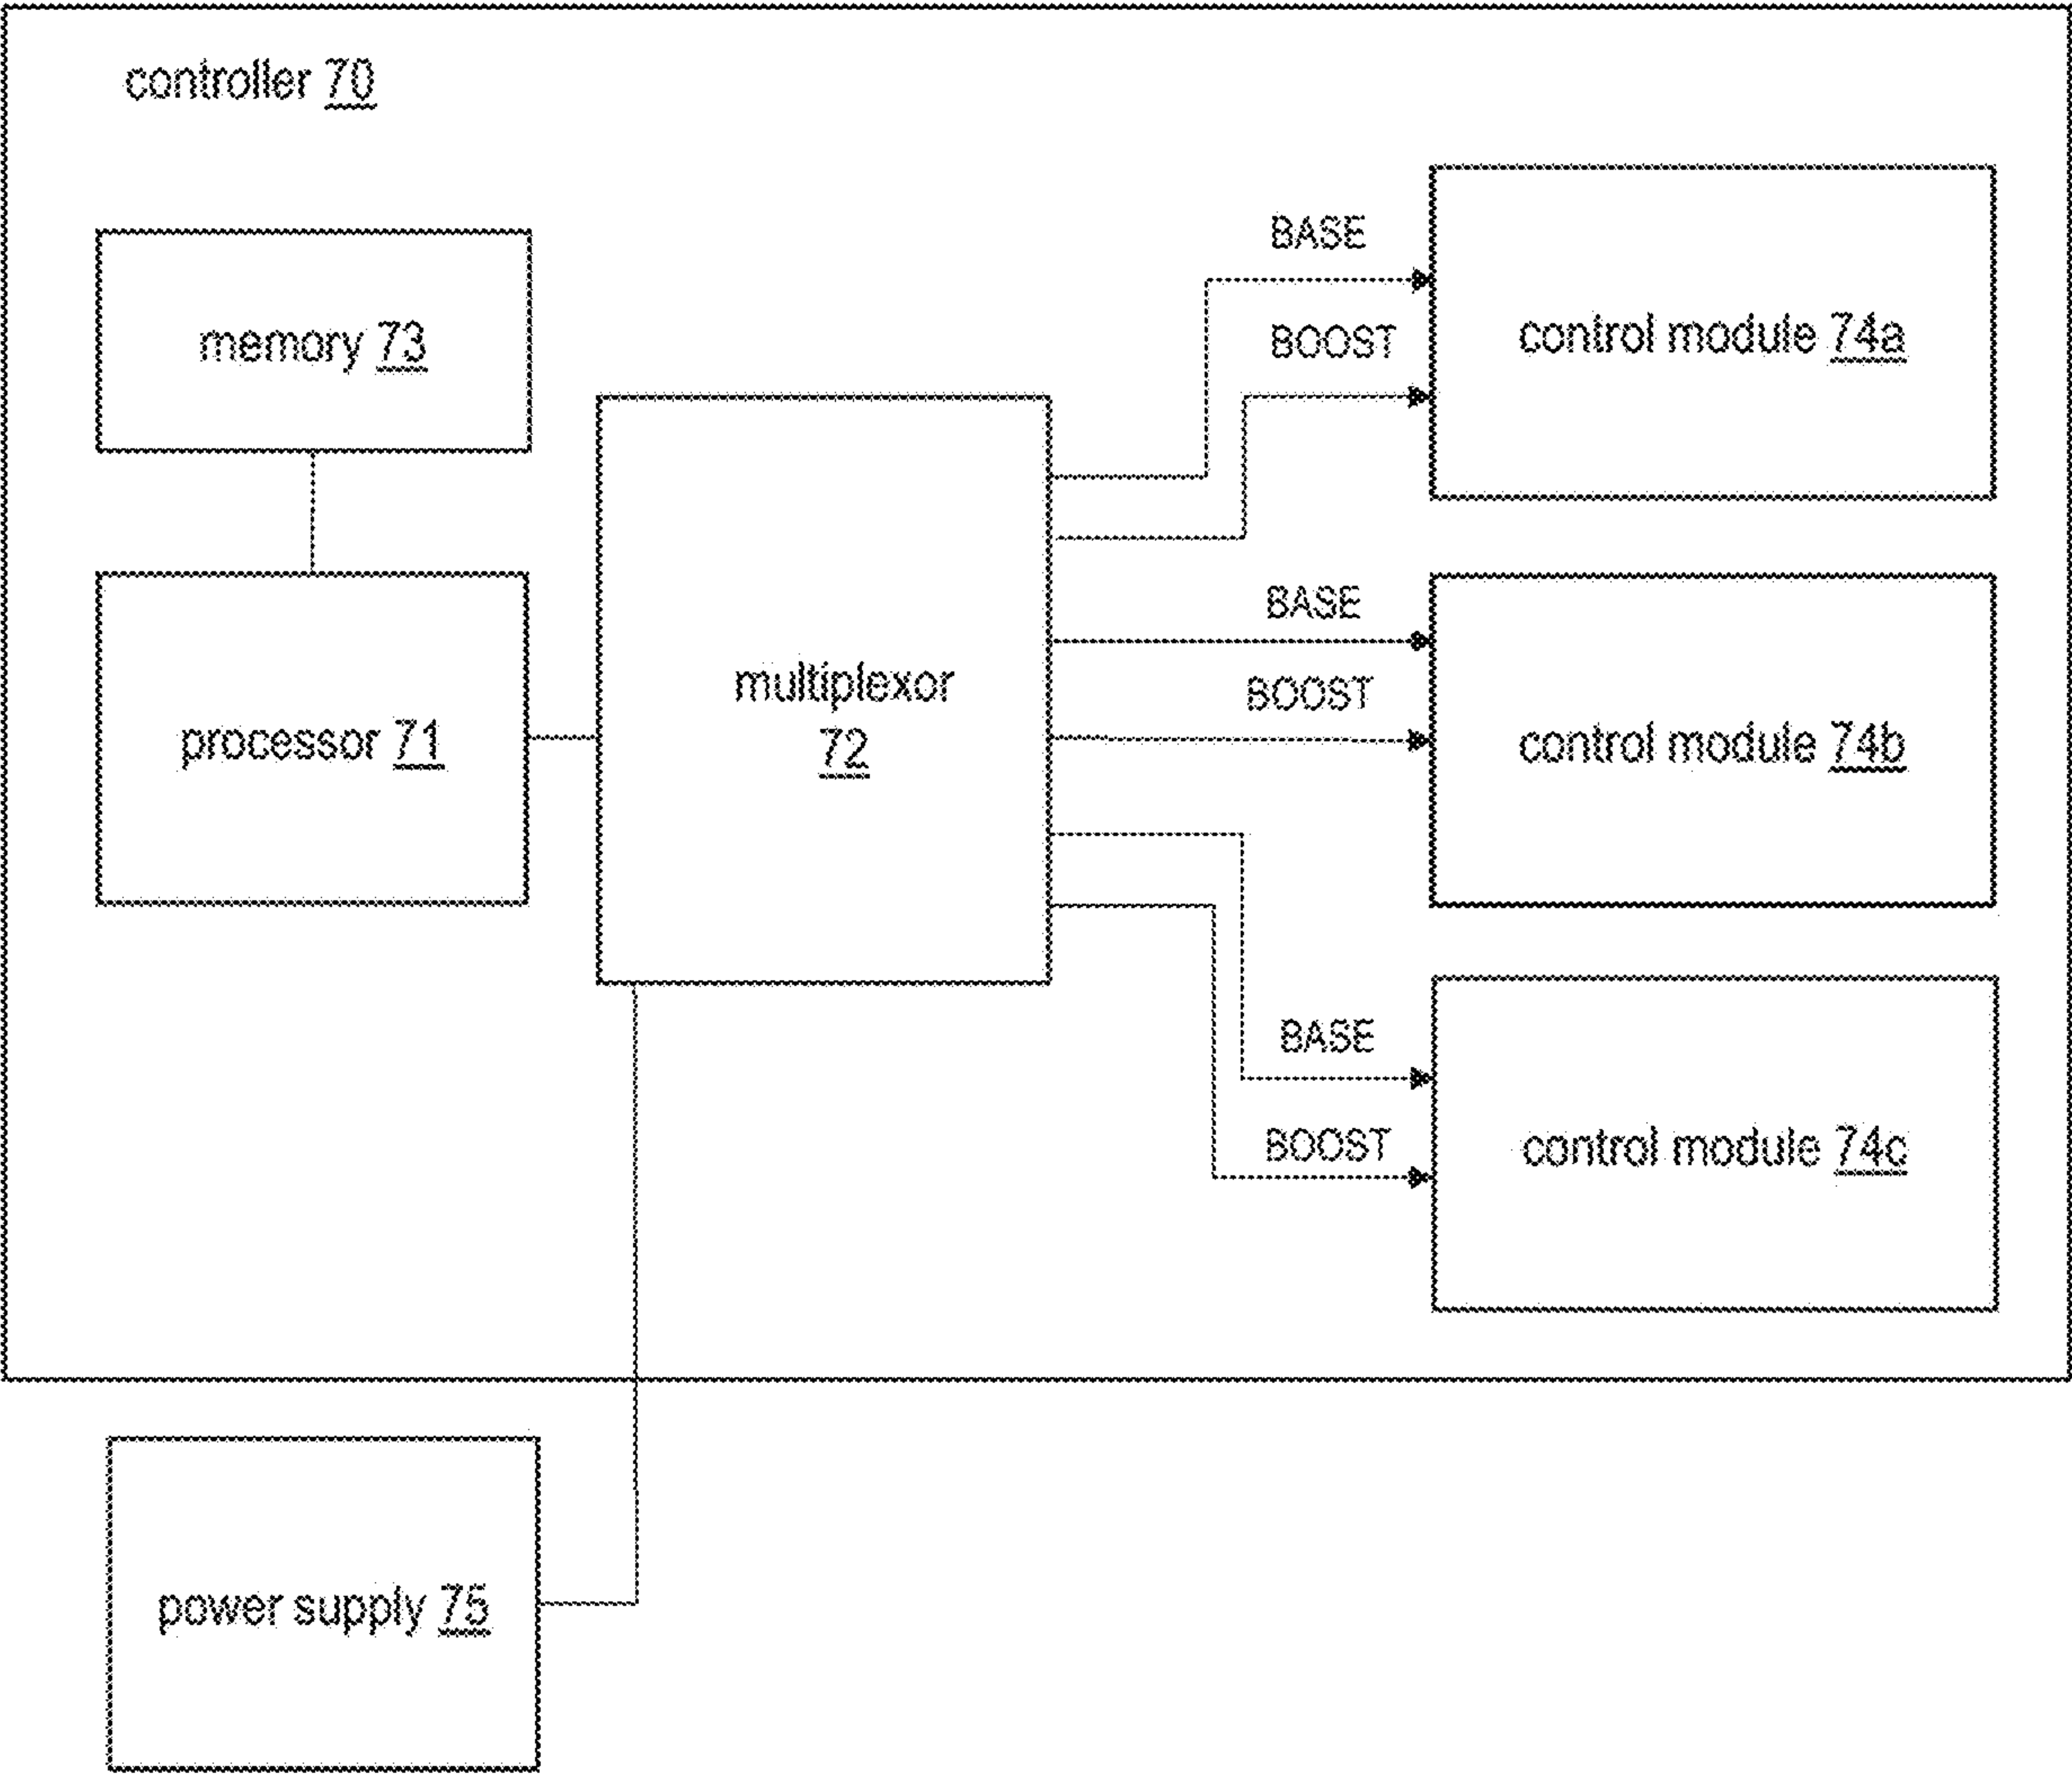 controller 70
memory 73
processor 71
multiplexor
72
BASE
BOOST
control module 74a
BASE
BOOST
control module 74b
BASE
BOOST
control module 74c
power supply 75